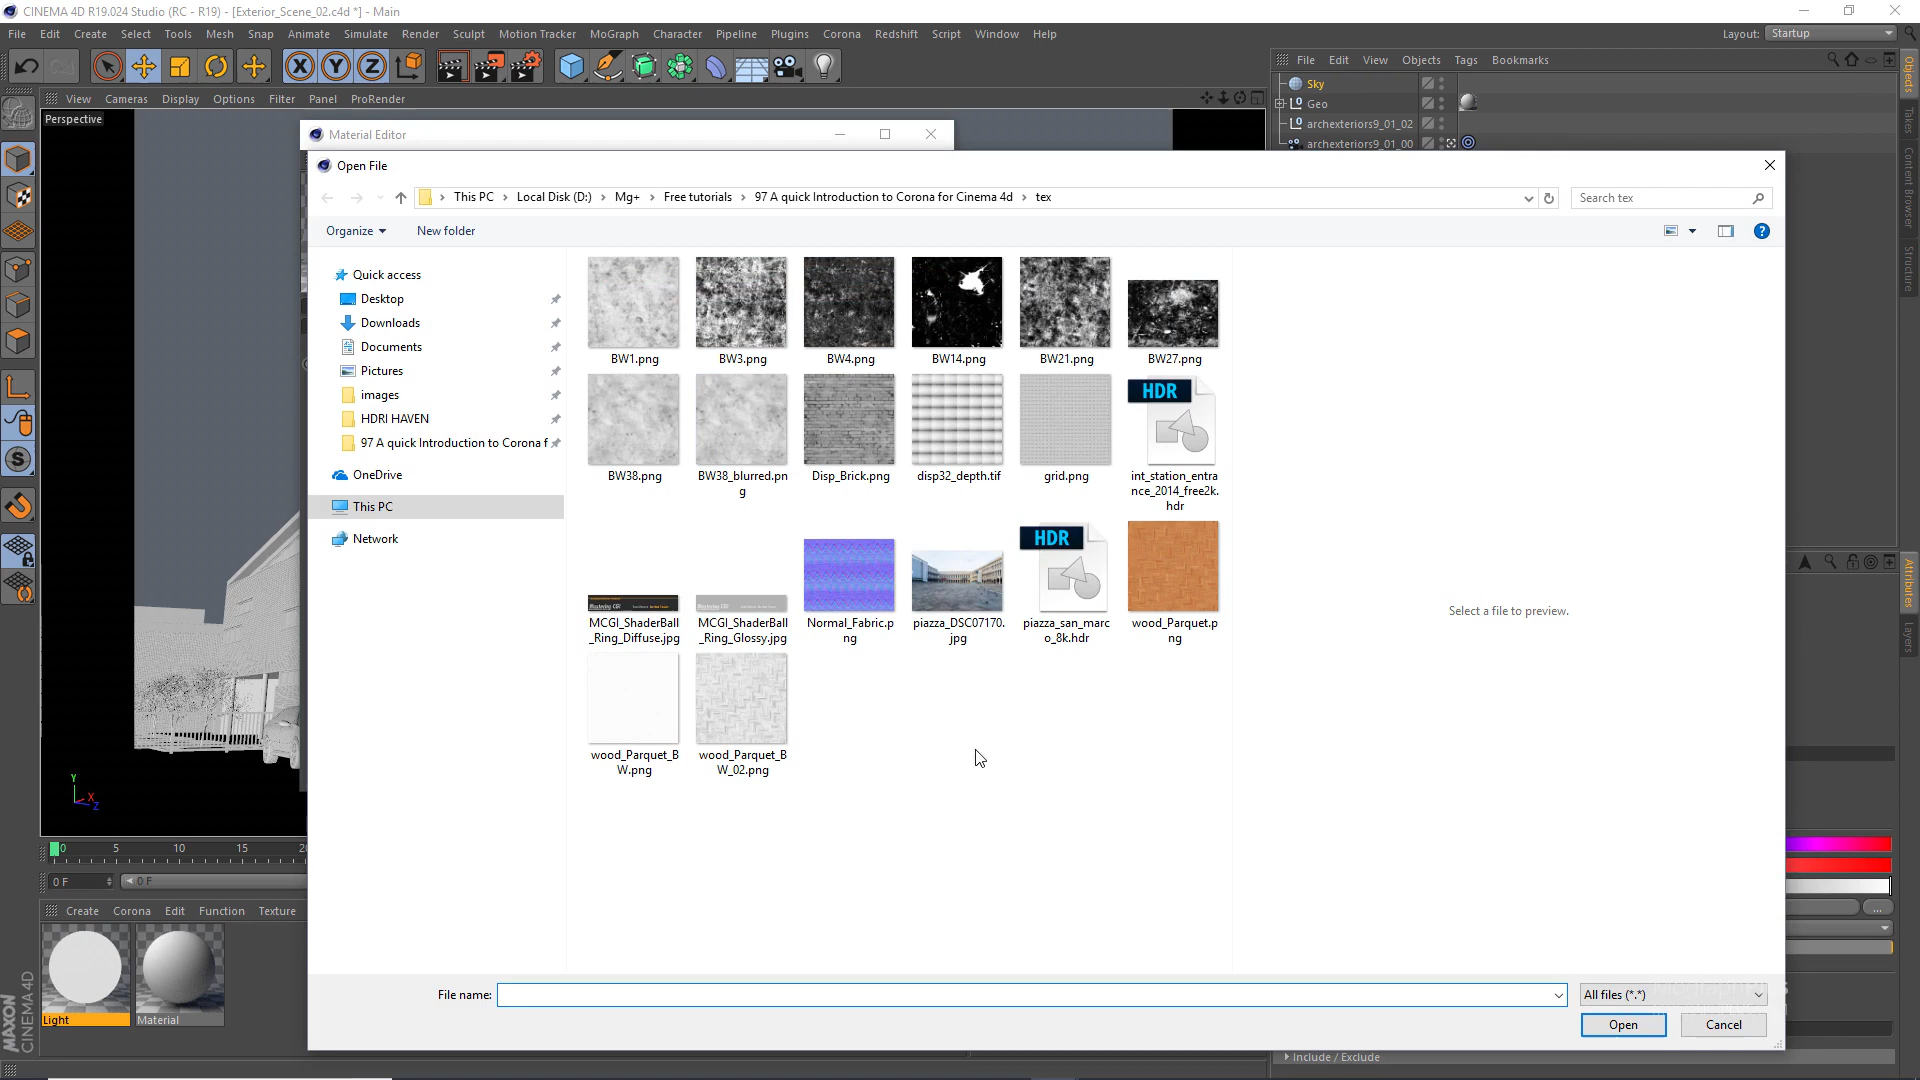 CINEMA 4D R19.024 Studio (RC - R19) - [Exterior_Scene_02.c4d *] - Main
File Edit Create Select Tools Mesh Snap Animate Simulate Render Sculpt Motion Tracker MoGraph Character Pipeline Plugins Corona Redshift Script Window Help Layout: Startup
File Edit View Objects Tags Bookmarks
Sky
Geo
archexteriors9_01_02
archexteriors9_01_00
Objects
Takes
Content Browser
Structure
View Cameras Display Options Filter Panel ProRender
Perspective
Material Editor
Open File
This PC > Local Disk (D:) > Mg+ > Free tutorials > 97 A quick Introduction to Corona for Cinema 4d > tex
Search tex
Organize New folder
Quick access
Desktop
Downloads
Documents
Pictures
images
HDRI HAVEN
97 A quick Introduction to Corona f
OneDrive
This PC
Network
BW1.png BW3.png BW4.png BW14.png BW21.png BW27.png
HDR
BW38.png BW38_blurred.pn
g Disp_Brick.png disp32_depth.tif grid.png int_station_entra
nce_2014_free2k.
hdr
HDR
MCGI_ShaderBall
_Ring_Diffuse.jpg MCGI_ShaderBall
_Ring_Glossy.jpg Normal_Fabric.p
ng piazza_DSC07170.
jpg piazza_san_marc
o_8k.hdr wood_Parquet.p
ng
wood_Parquet_B
W.png wood_Parquet_B
W_02.png
Select a file to preview.
Attributes
Layers
Y
X
Z
0 5 10 15
0 F 0 F
Create Corona Edit Function Texture
Light Material
MAXON
CINEMA 4D
File name: All files (*.*)
Open Cancel
...
Include / Exclude